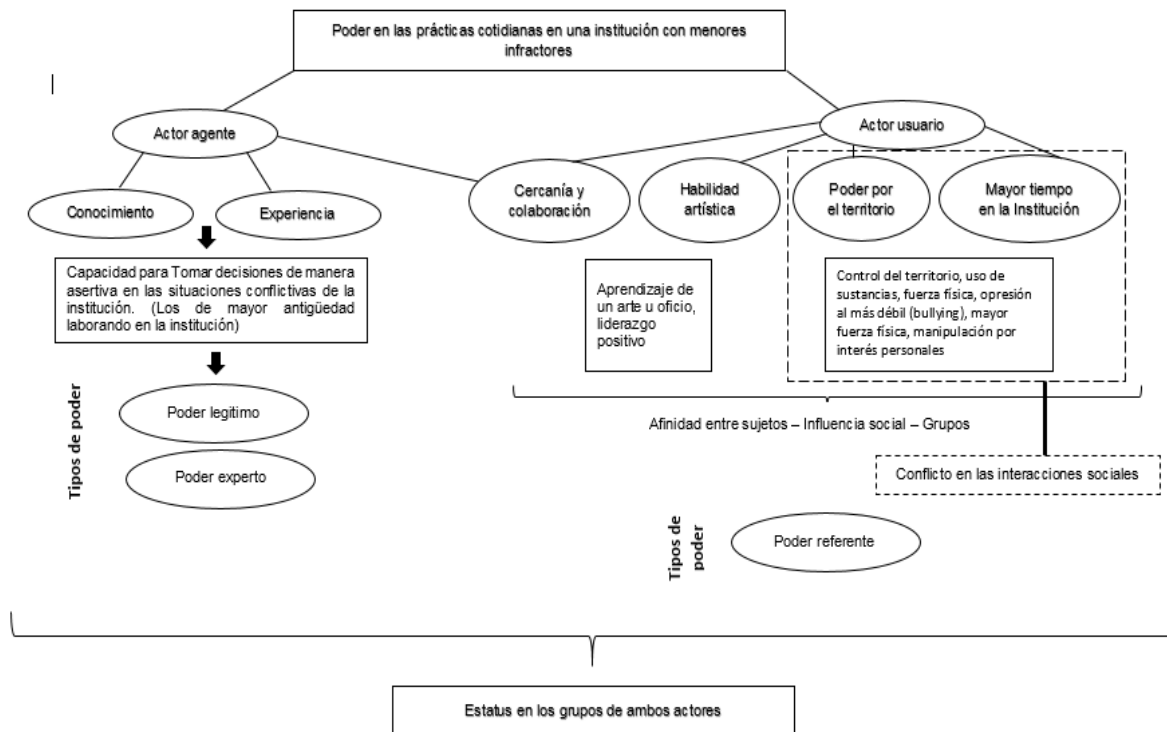 Poder en las prácticas cotidianas en una institución con menores
infractores
Actor agente
Actor usuario
Conocimiento
Experiencia
Cercanía y
colaboración
Habilidad
artística
Poder por
el territorio
Mayor tiempo
en la Institución
Capacidad para Tomar decisiones de manera
asertiva en las situaciones conflictivas de la
institución. (Los de mayor antigüedad
laborando en la institución)
Aprendizaje de
un arte u oficio,
liderazgo
positivo
Control del territorio, uso de
sustancias, fuerza física, opresión
al más débil (bullying), mayor
fuerza física, manipulación por
interés personales
Tipos de poder
Poder legitimo
Poder experto
Afinidad entre sujetos – Influencia social – Grupos
Conflicto en las interacciones sociales
Tipos de
poder
Poder referente
Estatus en los grupos de ambos actores